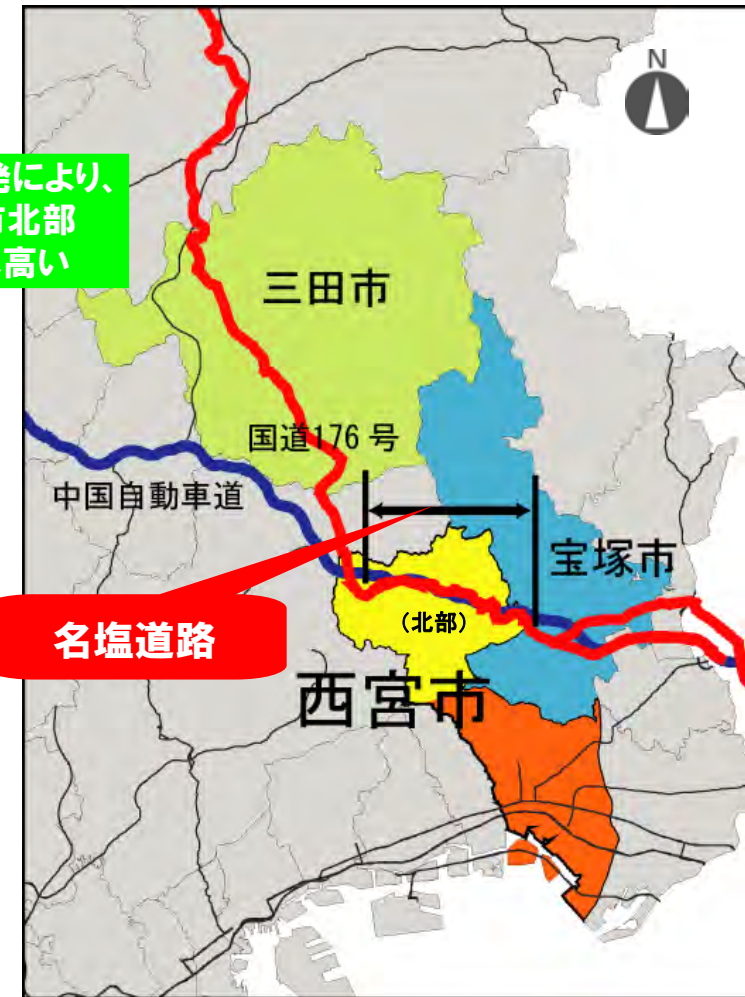 N
発により、
市北部
高い
三田市
国道176号
中国自動車道
宝塚市
(北部)
名塩道路
西宮市